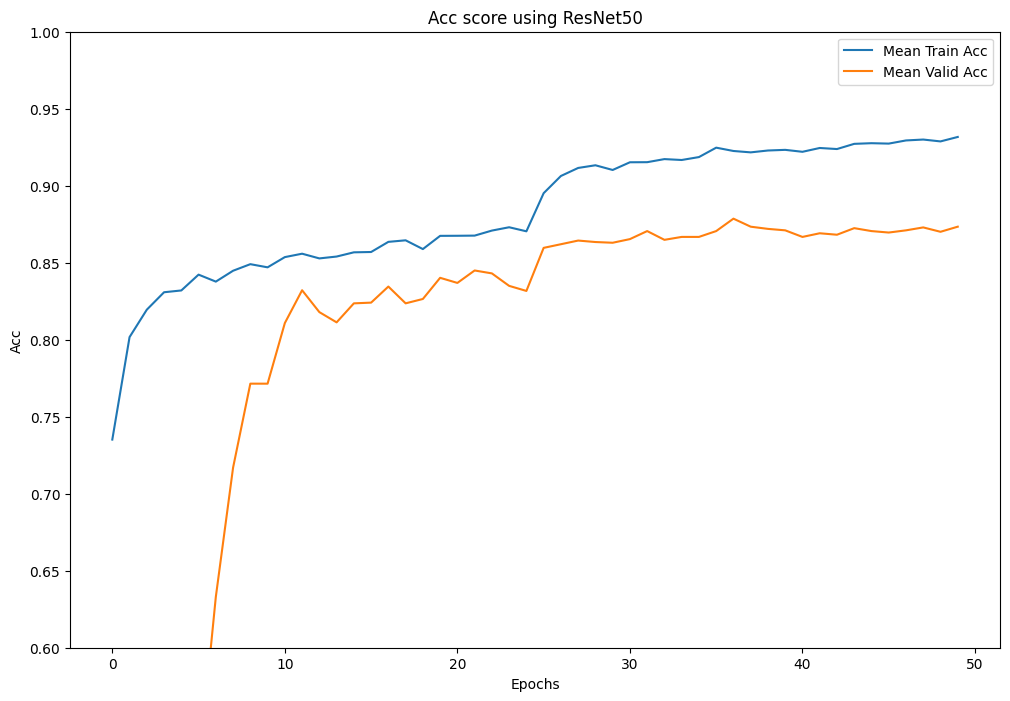 Acc score using ResNet50
Mean Train Acc
Mean Valid Acc
1.00
0.95
0.90
0.85
0.80
0.75
0.70
0.65
0.60
Acc
0 10 20 30 40 50
Epochs